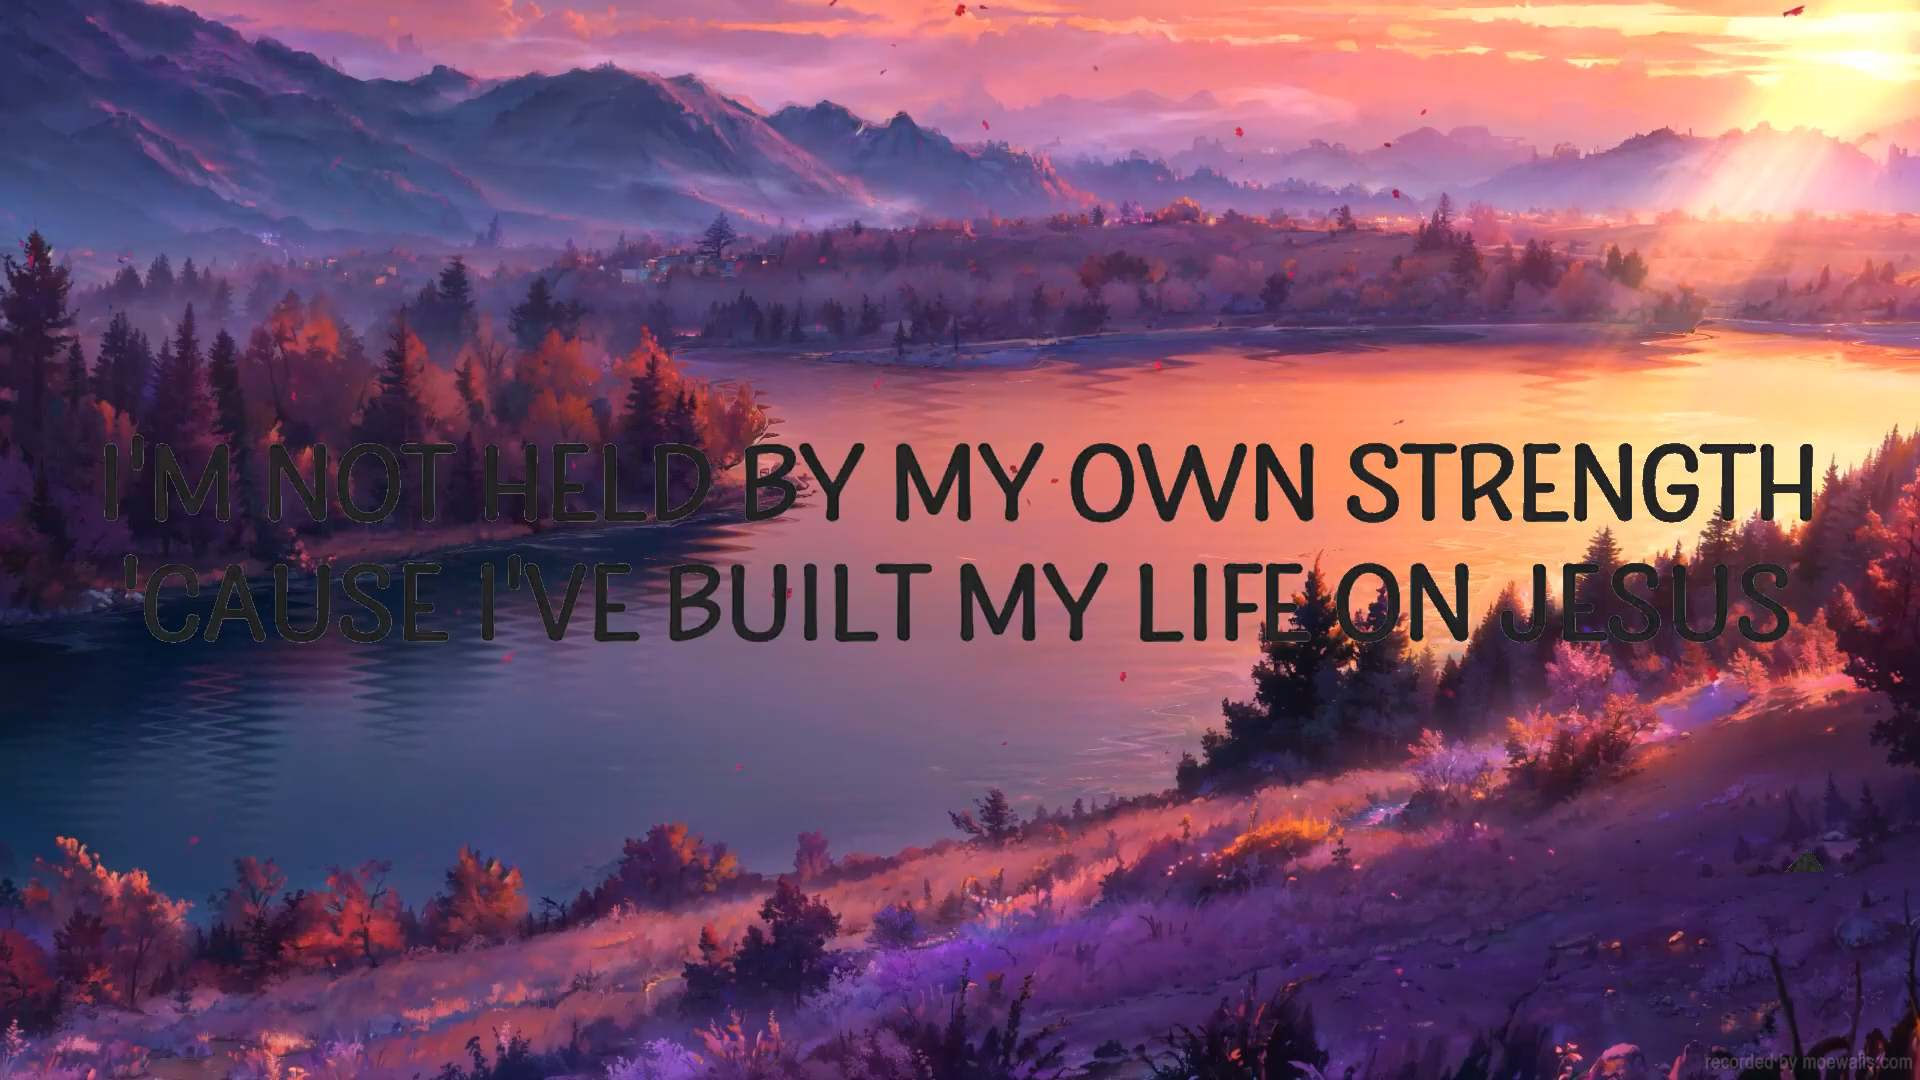 I'M NOT HELD BY MY OWN STRENGTH
'CAUSE I'VE BUILT MY LIFE ON JESUS
recorded by moewalls.com